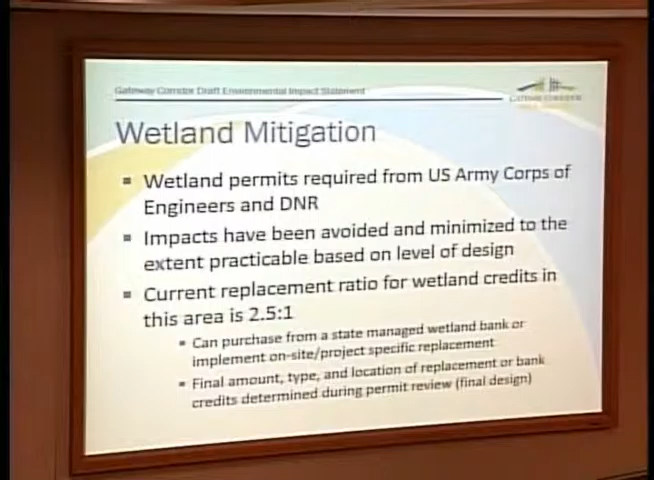 Gateway Corridor Draft Environmental Impact Statement
GATEWAY CORRIDOR
Wetland Mitigation
▪ Wetland permits required from US Army Corps of
Engineers and DNR
▪ Impacts have been avoided and minimized to the
extent practicable based on level of design
▪ Current replacement ratio for wetland credits in
this area is 2.5:1
▪ Can purchase from a state managed wetland bank or
implement on-site/project specific replacement
▪ Final amount, type, and location of replacement or bank
credits determined during permit review (final design)